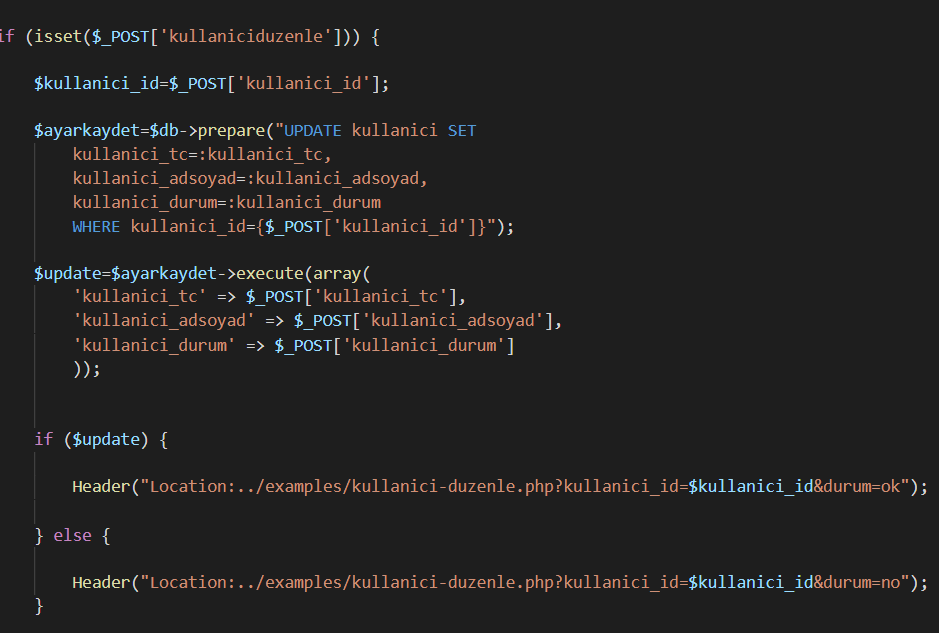 if (isset($_POST['kullaniciduzenle'])) {
$kullanici_id=$_POST['kullanici_id'];
$ayarkaydet=$db->prepare("UPDATE kullanici SET
kullanici_tc=:kullanici_tc,
kullanici_adsoyad=:kullanici_adsoyad,
kullanici_durum=:kullanici_durum
WHERE kullanici_id={$_POST['kullanici_id']}");
$update=$ayarkaydet->execute(array(
'kullanici_tc' => $_POST['kullanici_tc'],
'kullanici_adsoyad' => $_POST['kullanici_adsoyad'],
'kullanici_durum' => $_POST['kullanici_durum']
));
if ($update) {
Header("Location:../examples/kullanici-duzenle.php?kullanici_id=$kullanici_id&durum=ok");
} else {
Header("Location:../examples/kullanici-duzenle.php?kullanici_id=$kullanici_id&durum=no");
}